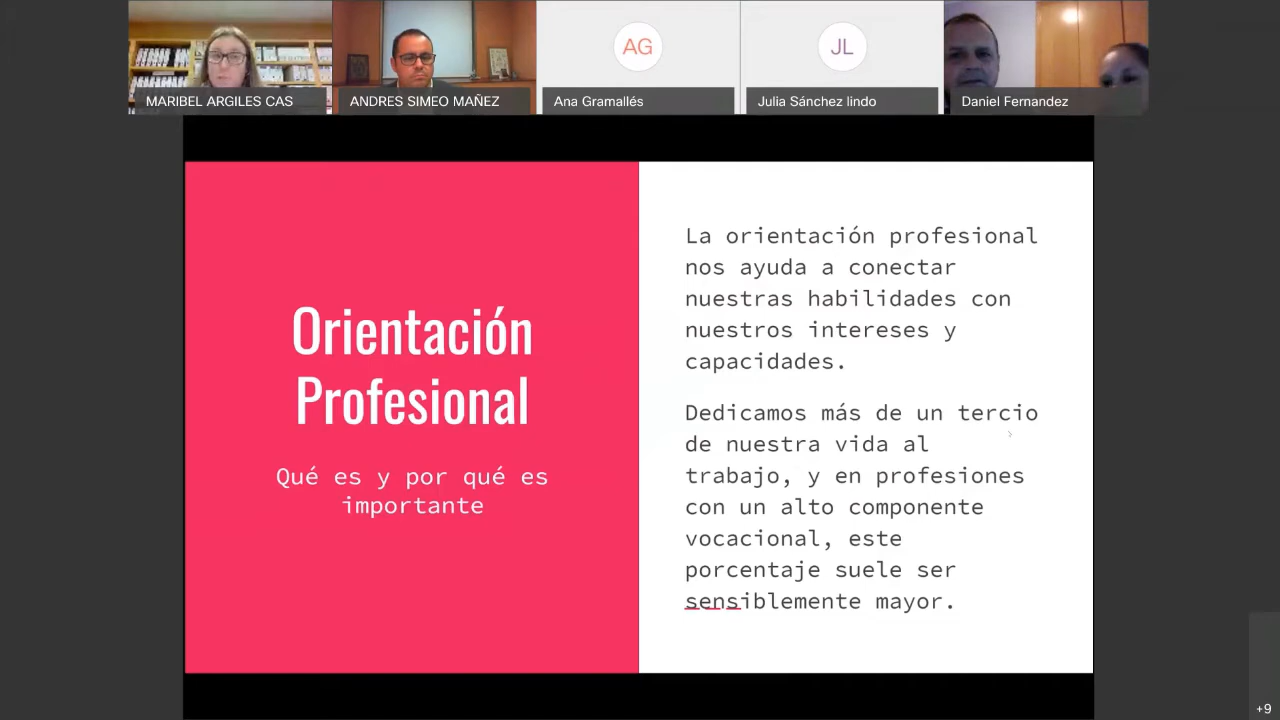 MARIBEL ARGILES CAS
ANDRES SIMEO MAÑEZ
AG
Ana Gramallés
JL
Julia Sánchez lindo
Daniel Fernandez
Orientación
Profesional
Qué es y por qué es
importante
La orientación profesional
nos ayuda a conectar
nuestras habilidades con
nuestros intereses y
capacidades.
Dedicamos más de un tercio
de nuestra vida al
trabajo, y en profesiones
con un alto componente
vocacional, este
porcentaje suele ser
sensiblemente mayor.
+9